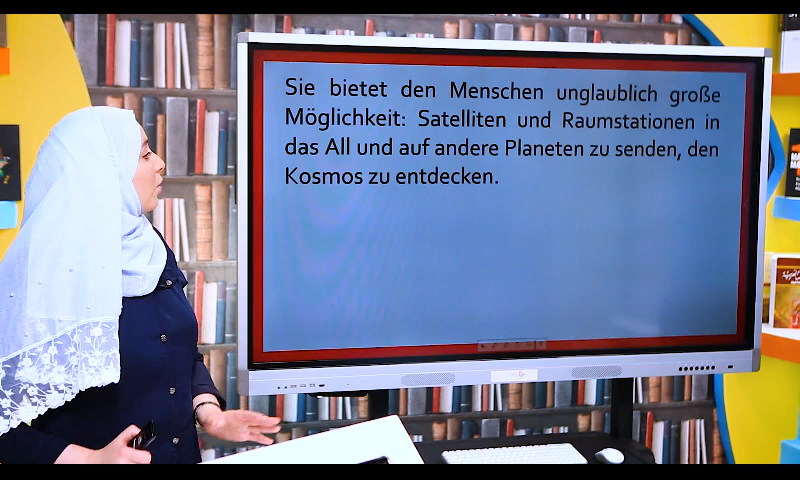 Sie bietet den Menschen unglaublich große
Möglichkeit: Satelliten und Raumstationen in
das All und auf andere Planeten zu senden, den
Kosmos zu entdecken.